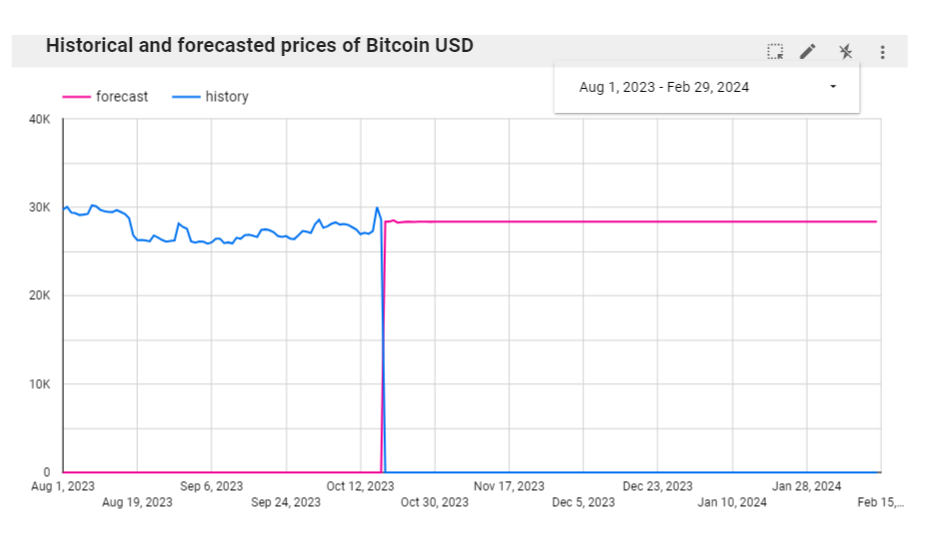 Historical and forecasted prices of Bitcoin USD
Aug 1, 2023 - Feb 29, 2024
forecast history
40K
30K
20K
10K
0
Aug 1, 2023 Sep 6, 2023 Oct 12, 2023 Nov 17, 2023 Dec 23, 2023 Jan 28, 2024
Aug 19, 2023 Sep 24, 2023 Oct 30, 2023 Dec 5, 2023 Jan 10, 2024 Feb 15,...